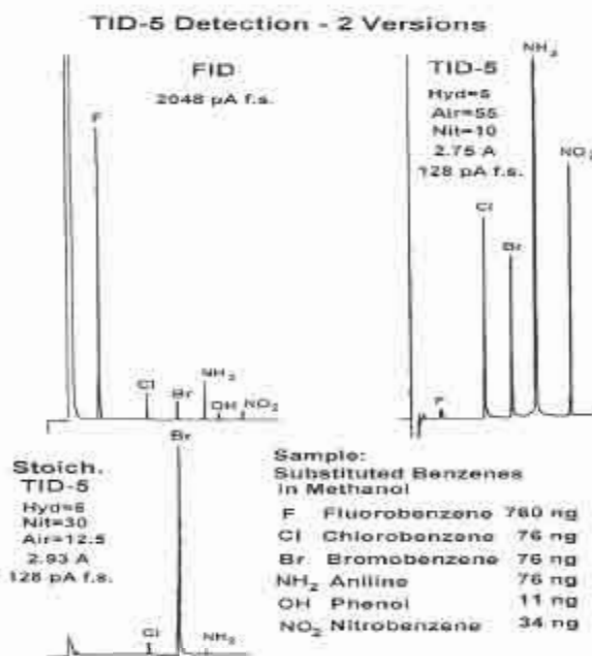 TID-5 Detection - 2 Versions
FID
2048 pA f.s.
F
Cl
Br
NH2
OH
NO2
TID-5
Hyd=5
Air=55
Nit=10
2.75 A
128 pA f.s.
F
Cl
Br
NH2
NO2
Stoich.
TID-5
Nit=30
Air=12.5
2.93 A
128 pA f.s.
Cl
Br
NH2
Sample:
Substituted Benzenes
in Methanol
F Fluorobenzene 760 ng
Cl Chlorobenzene 76 ng
Br Bromobenzene 76 ng
NH2 Aniline 76 ng
OH Phenol 11 ng
NO2 Nitrobenzene 34 ng